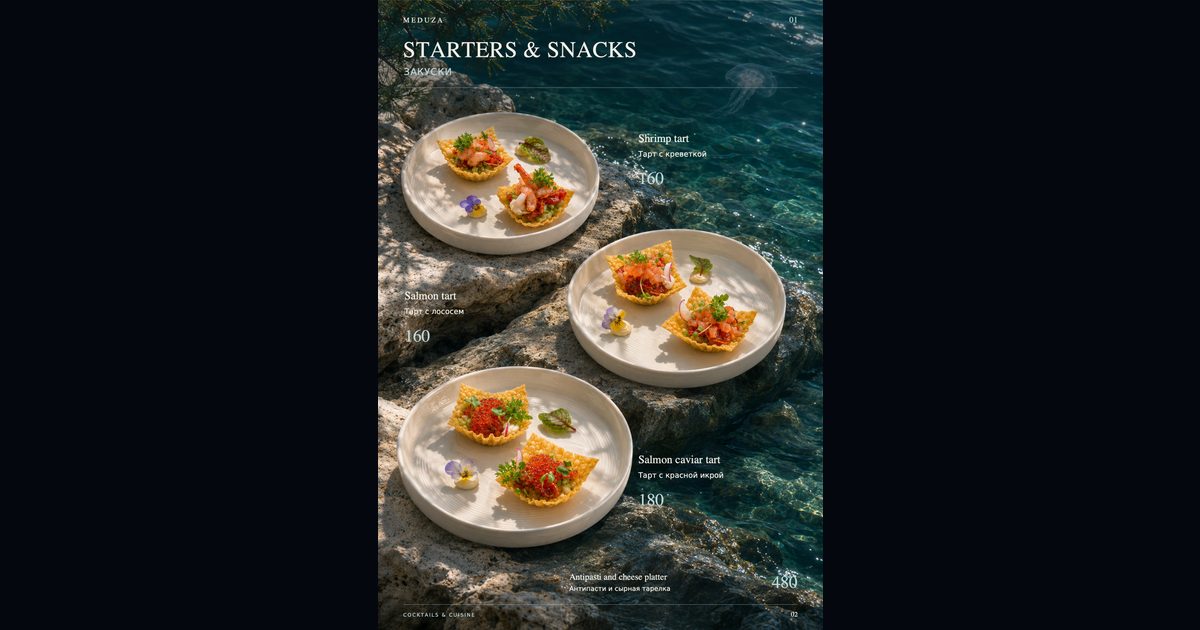 MEDUZA
01
STARTERS & SNACKS
ЗАКУСКИ
Shrimp tart
Тарт с креветкой
160
Salmon tart
Тарт с лососем
160
Salmon caviar tart
Тарт с красной икрой
180
Antipasti and cheese platter
480
Антипасти и сырная тарелка
COCKTAILS & CUISINE
02